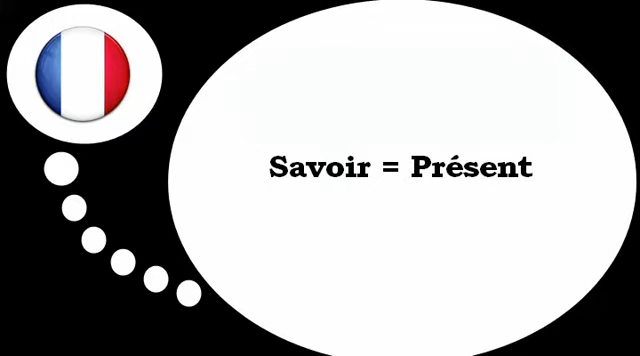 Savoir = Présent